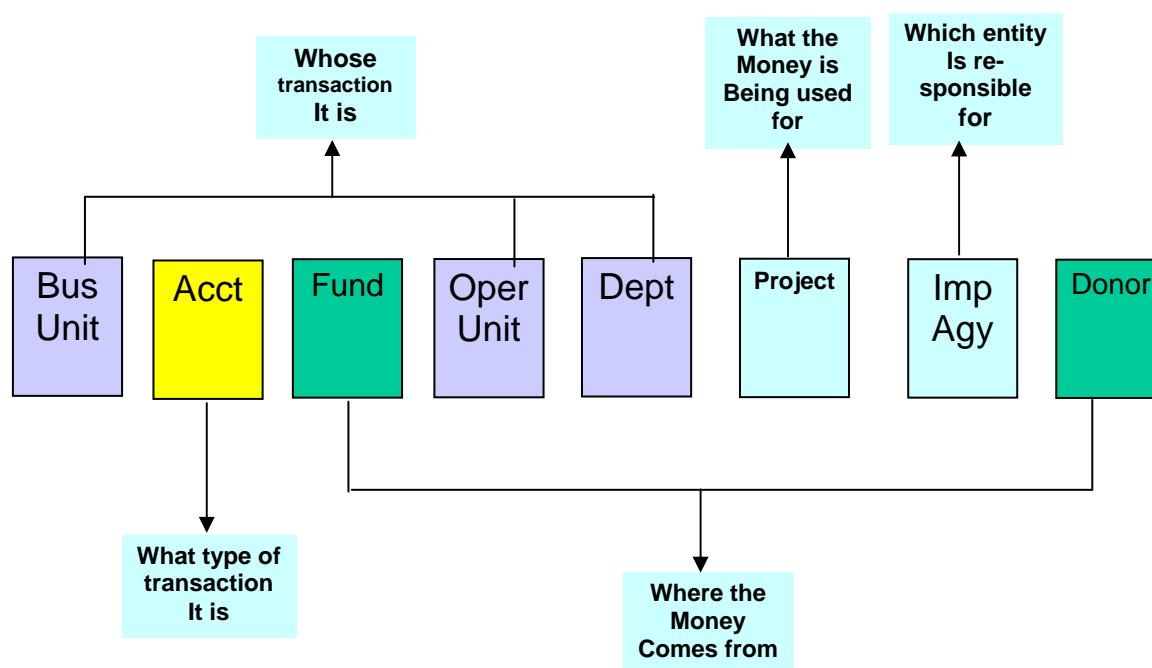 Whose
transaction
It is
What the
Money is
Being used
for
Which entity
Is re-
sponsible
for
Bus
Unit
Acct
Fund
Oper
Unit
Dept
Project
Imp
Agy
Donor
What type of
transaction
It is
Where the
Money
Comes from